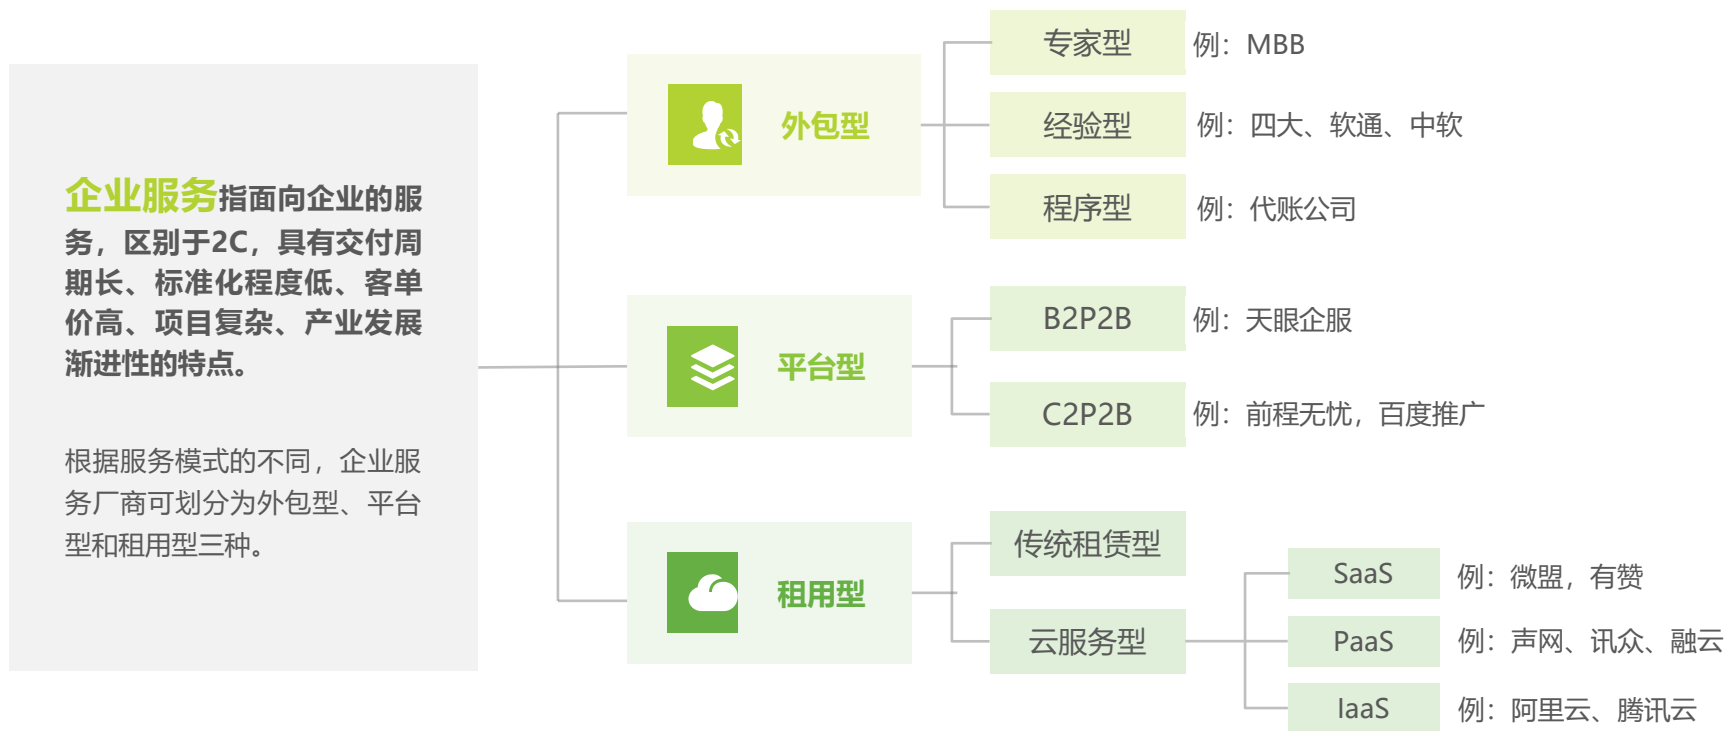 企业服务指面向企业的服
务，区别于2C，具有交付周
期长、标准化程度低、客单
价高、项目复杂、产业发展
渐进性的特点。
根据服务模式的不同，企业服
务厂商可划分为外包型、平台
型和租用型三种。
外包型
专家型 例：MBB
经验型 例：四大、软通、中软
程序型 例：代账公司
平台型
B2P2B 例：天眼企服
C2P2B 例：前程无忧，百度推广
租用型
传统租赁型
云服务型
SaaS 例：微盟，有赞
PaaS 例：声网、讯众、融云
IaaS 例：阿里云、腾讯云